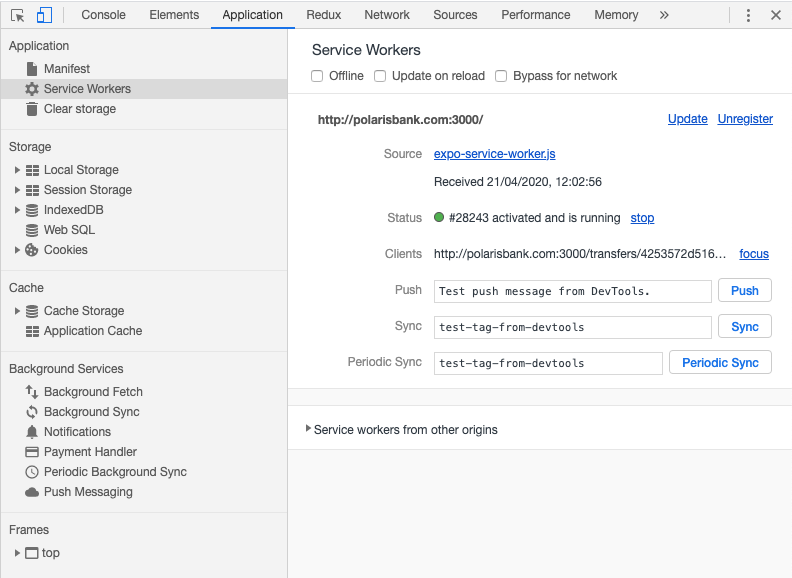 Console Elements Application Redux Network Sources Performance Memory »
Application
Manifest
Service Workers
Clear storage
Storage
Local Storage
Session Storage
IndexedDB
Web SQL
Cookies
Cache
Cache Storage
Application Cache
Background Services
Background Fetch
Background Sync
Notifications
Payment Handler
Periodic Background Sync
Push Messaging
Frames
top
Service Workers
Offline Update on reload Bypass for network
http://polarisbank.com:3000/ Update Unregister
Source expo-service-worker.js
Received 21/04/2020, 12:02:56
Status #28243 activated and is running stop
Clients http://polarisbank.com:3000/transfers/4253572d516… focus
Push Test push message from DevTools. Push
Sync test-tag-from-devtools Sync
Periodic Sync test-tag-from-devtools Periodic Sync
Service workers from other origins